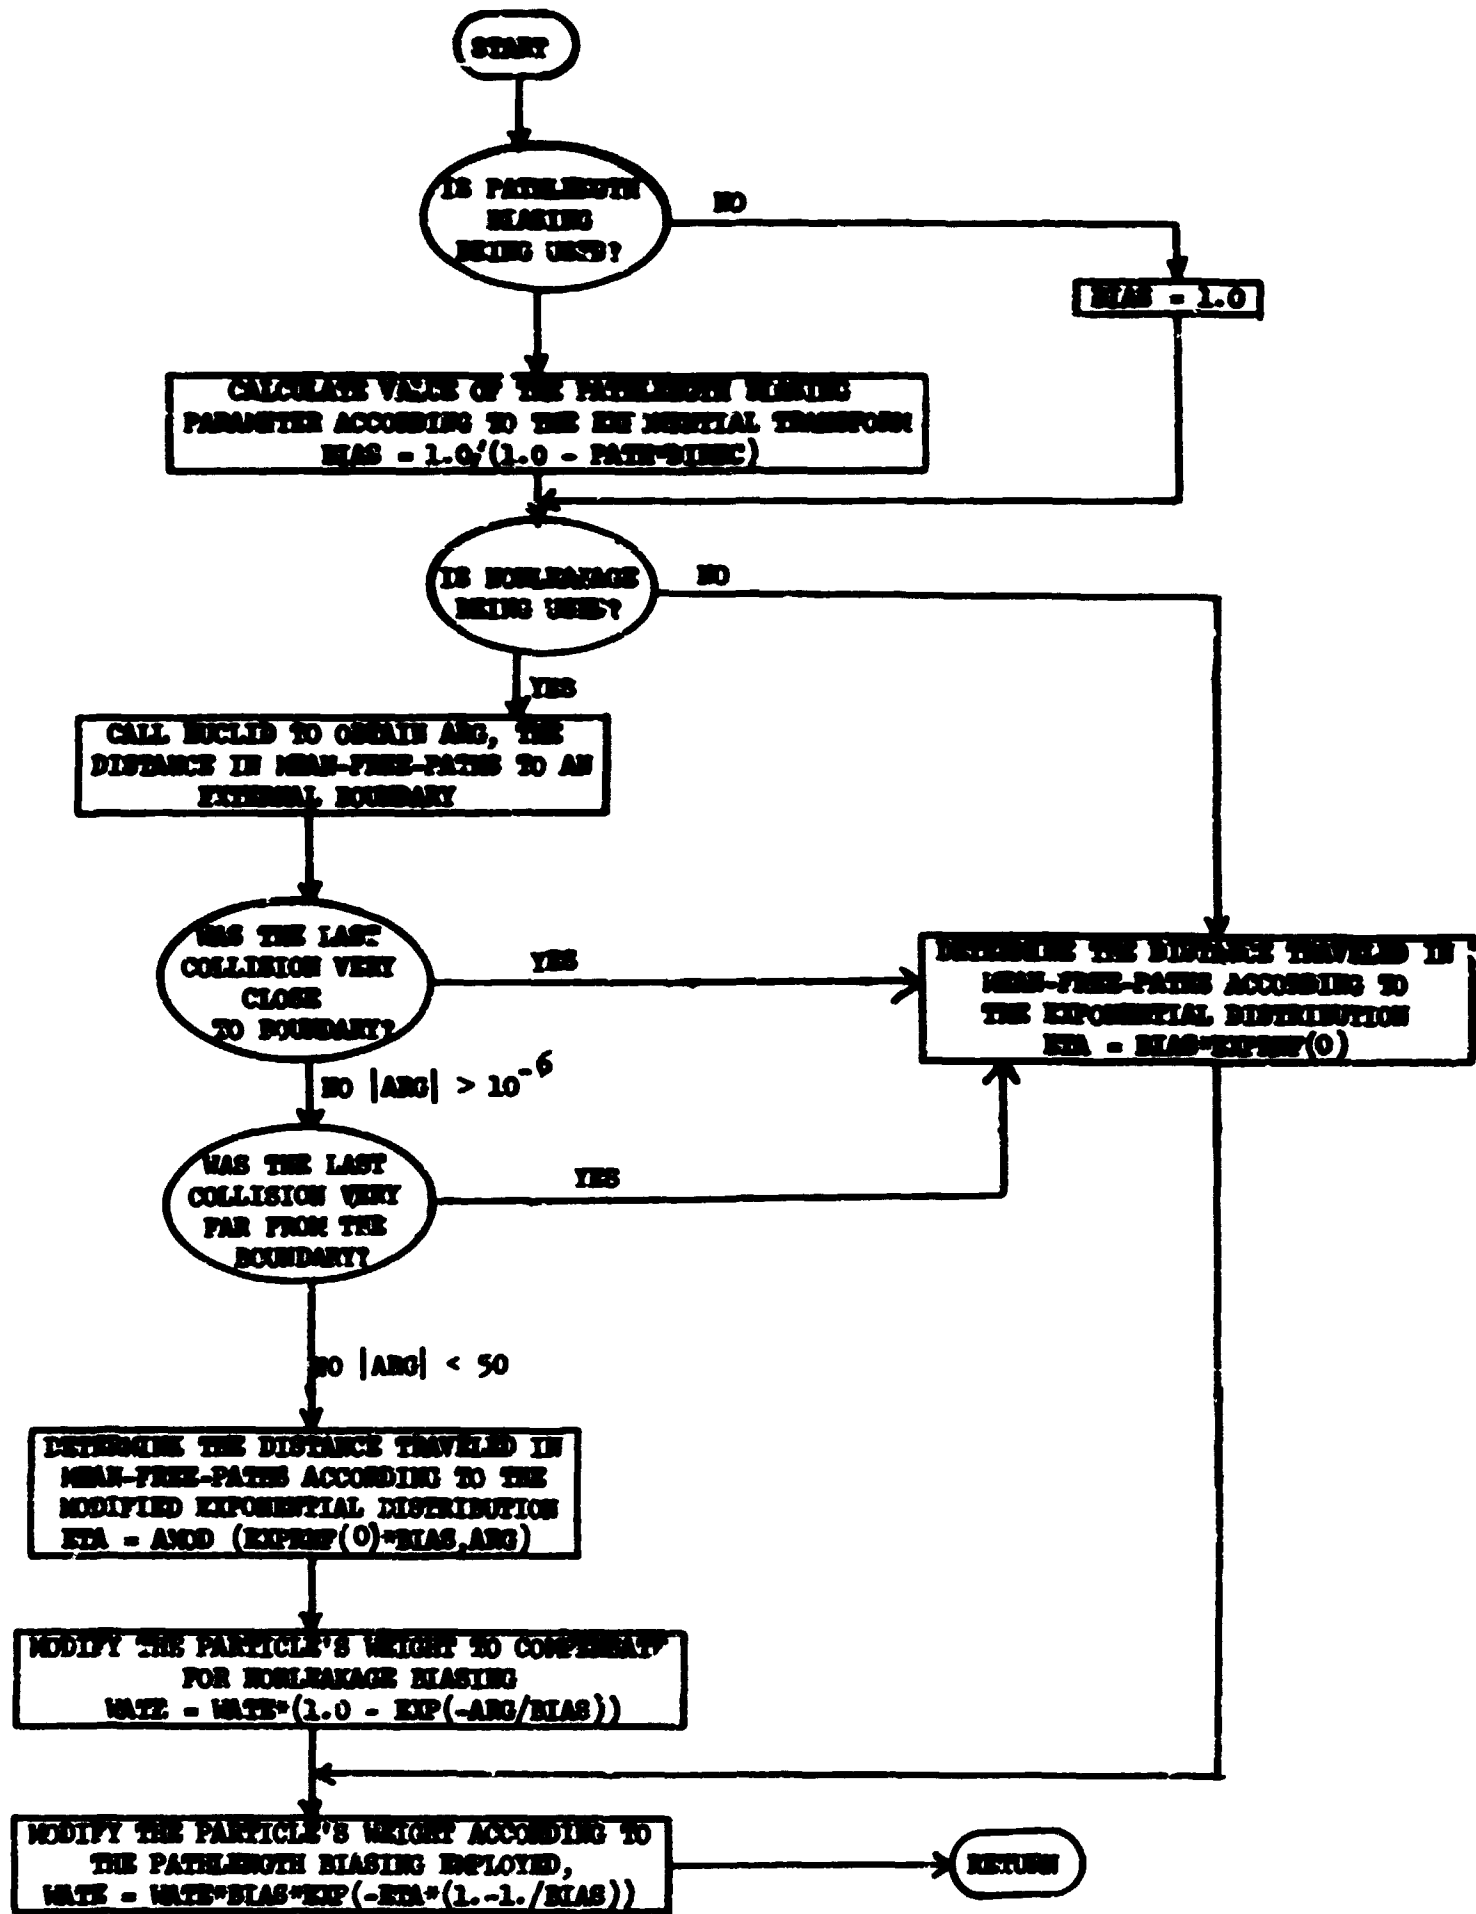 START
IS PATHLENGTH
BIASING
BEING USED?
NO
BIAS = 1.0
CALCULATE VALUE OF THE PATHLENGTH BIASING
PARAMETER ACCORDING TO THE EXPONENTIAL TRANSFORM
BIAS = 1.0/(1.0 - PATH*DIREC)
IS NONLEAKAGE
BEING USED?
NO
YES
CALL EUCLID TO OBTAIN ARG, THE
DISTANCE IN MEAN-FREE-PATHS TO AN
EXTERNAL BOUNDARY
WAS THE LAST
COLLISION VERY
CLOSE
TO BOUNDARY?
YES
DETERMINE THE DISTANCE TRAVELED IN
MEAN-FREE-PATHS ACCORDING TO
THE EXPONENTIAL DISTRIBUTION
ETA = BIAS*EXPRNF(0)
NO |ARG| > 10^-6
WAS THE LAST
COLLISION VERY
FAR FROM THE
BOUNDARY?
YES
NO |ARG| < 50
DETERMINE THE DISTANCE TRAVELED IN
MEAN-FREE-PATHS ACCORDING TO THE
MODIFIED EXPONENTIAL DISTRIBUTION
ETA = AMOD (EXPRNF(0)*BIAS,ARG)
MODIFY THE PARTICLE'S WEIGHT TO COMPENSATE
FOR NONLEAKAGE BIASING
WATE = WATE*(1.0 - EXP(-ARG/BIAS))
MODIFY THE PARTICLE'S WEIGHT ACCORDING TO
THE PATHLENGTH BIASING EMPLOYED,
WATE = WATE*BIAS*EXP(-ETA*(1.-1./BIAS))
RETURN